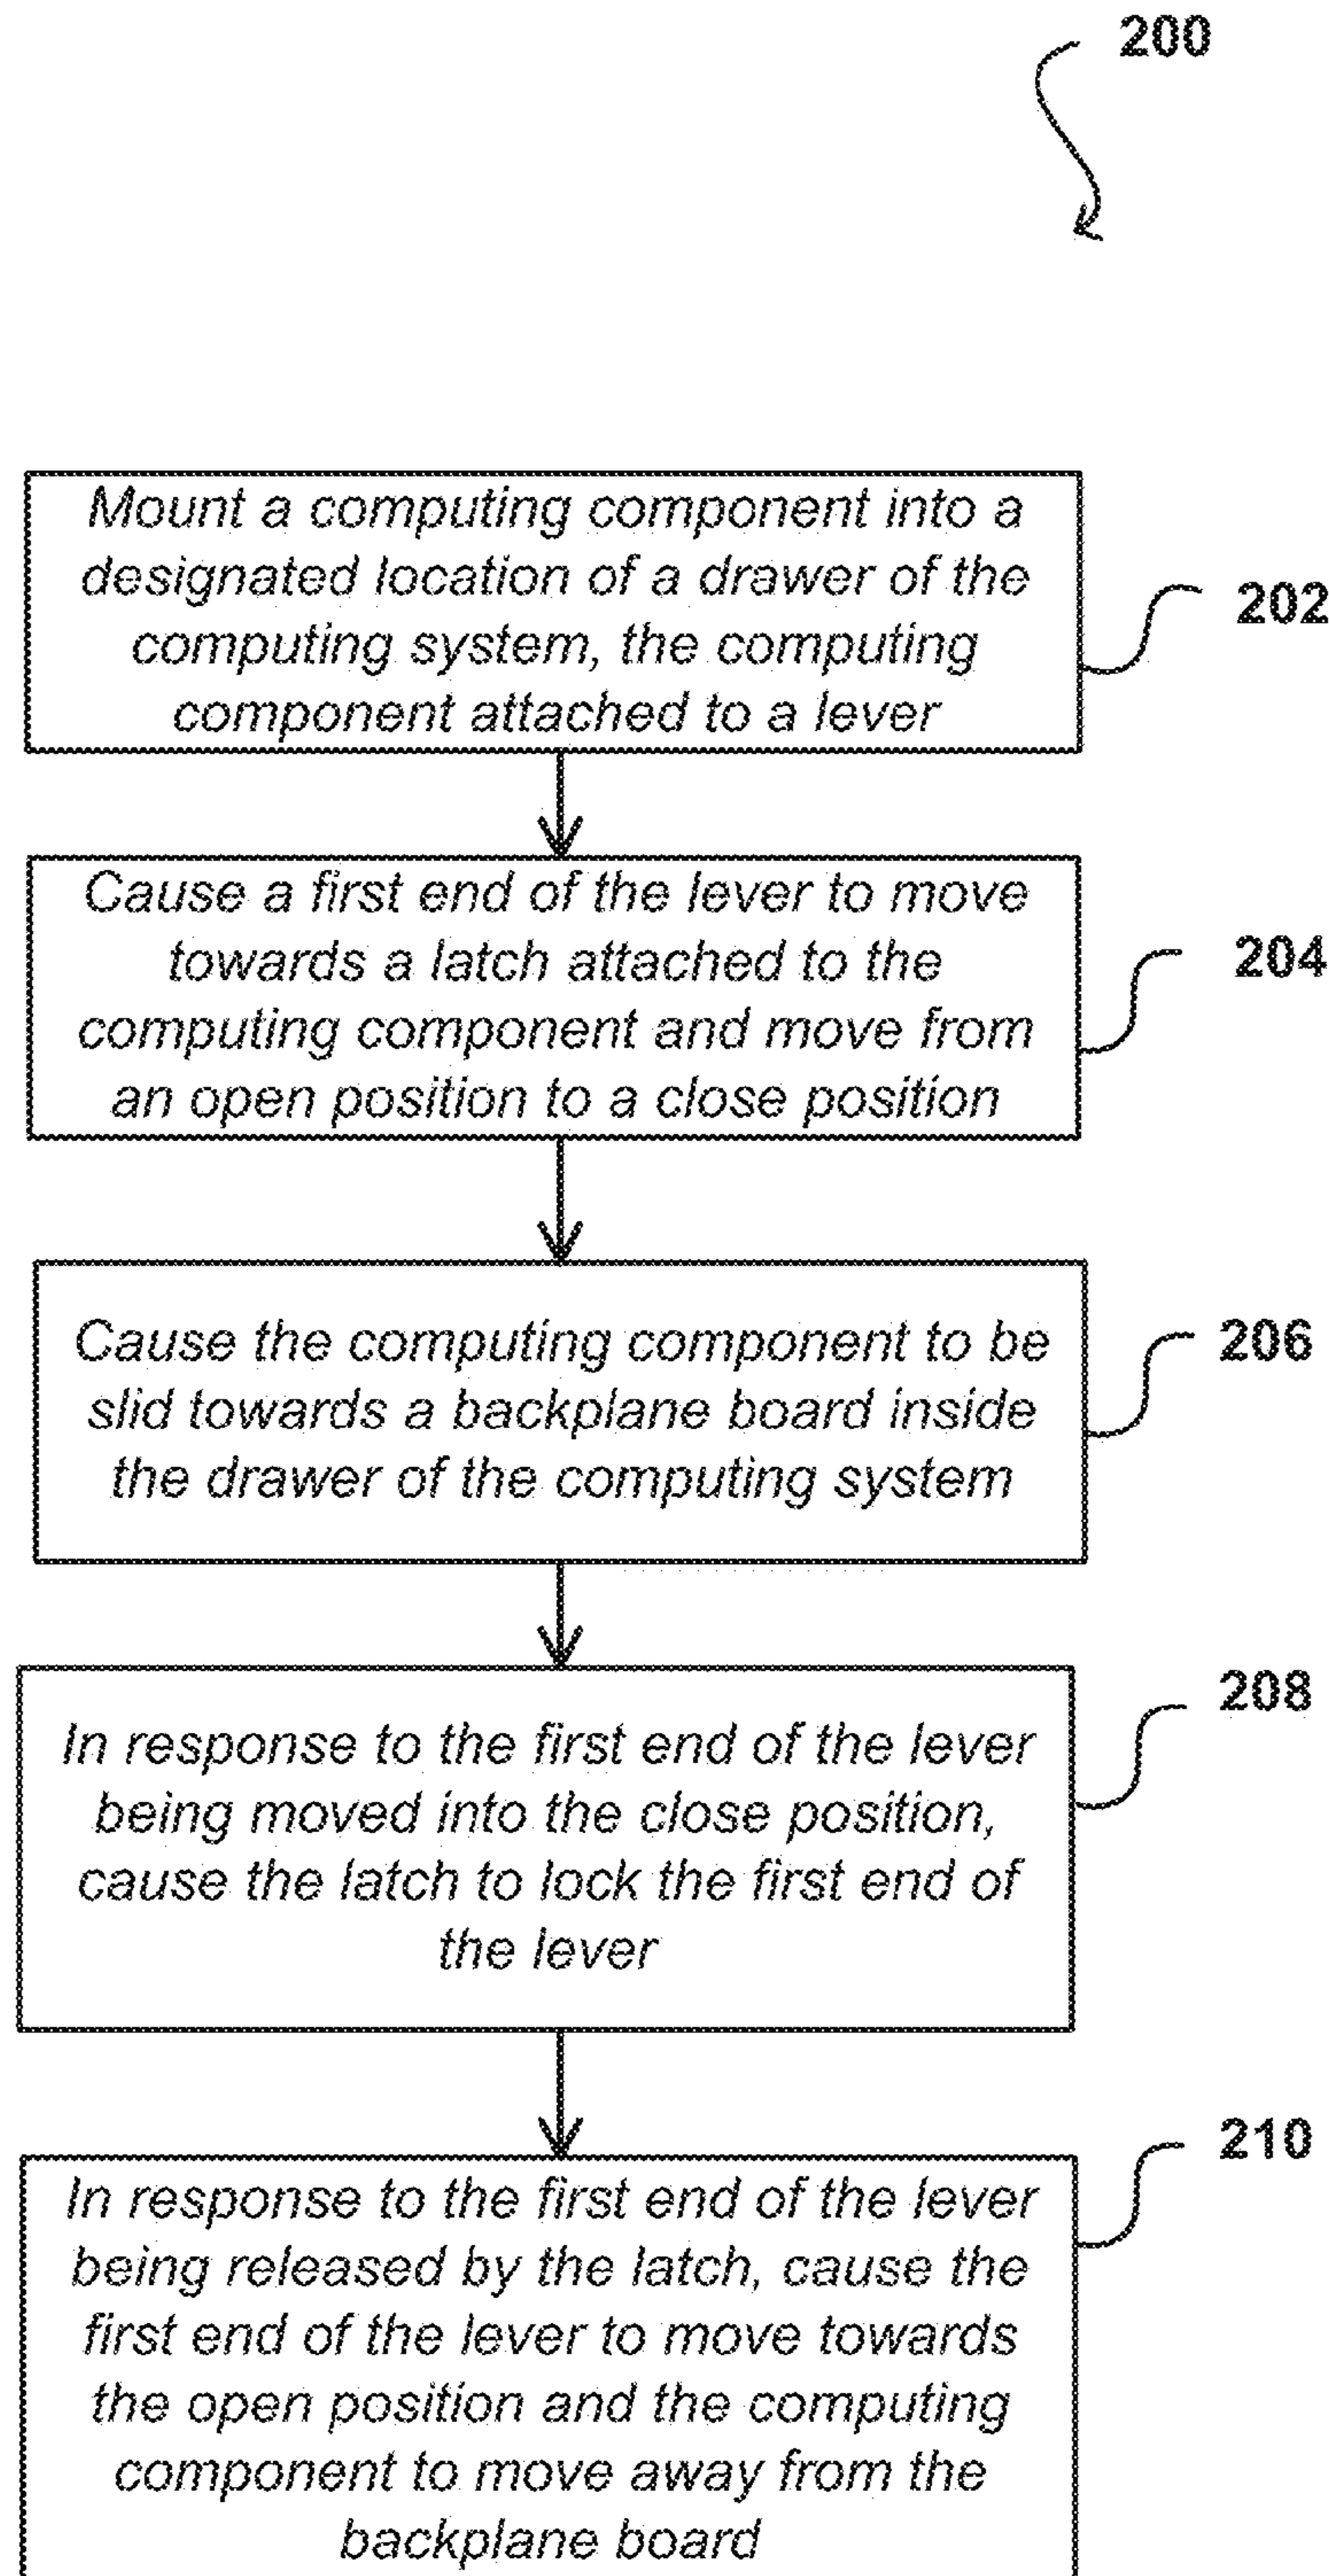 200
Mount a computing component into a
designated location of a drawer of the
computing system, the computing
component attached to a lever
202
Cause a first end of the lever to move
towards a latch attached to the
computing component and move from
an open position to a close position
204
Cause the computing component to be
slid towards a backplane board inside
the drawer of the computing system
206
In response to the first end of the lever
being moved into the close position,
cause the latch to lock the first end of
the lever
208
In response to the first end of the lever
being released by the latch, cause the
first end of the lever to move towards
the open position and the computing
component to move away from the
backplane board
210